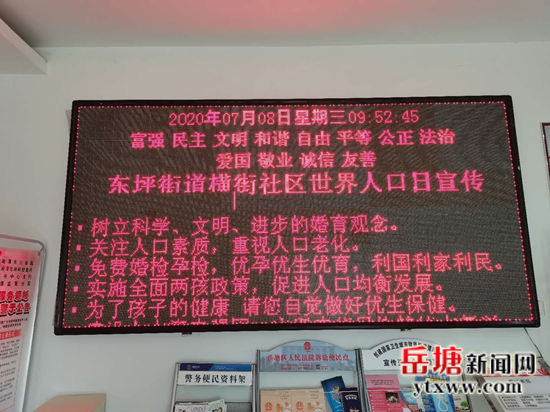 2020年07月08日星期三09:52:45
富强 民主 文明 和谐 自由 平等 公正 法治
爱国 敬业 诚信 友善
东坪街道横街社区世界人口日宣传
树立科学、文明、进步的婚育观念。
关注人口素质，重视人口老化。
免费婚检孕检，优孕优生优育，利国利家利民。
实施全面两孩政策，促进人口均衡发展。
为了孩子的健康 请您自觉做好优生保健。
警务便民资料架
岳塘新闻网
ytxww.com